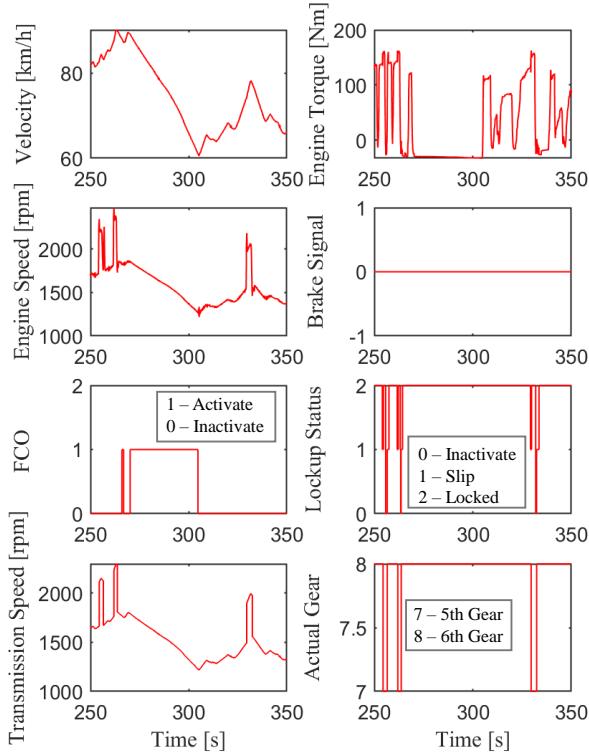 Velocity [km/h]
80
60
250 300 350
Engine Torque [Nm]
200
100
0
250 300 350
Engine Speed [rpm]
2000
1500
1000
250 300 350
Brake Signal
1
0
-1
250 300 350
FCO
2
1
0
1 – Activate
0 – Inactivate
250 300 350
Lockup Status
2
1
0
0 – Inactivate
1 – Slip
2 – Locked
250 300 350
Transmission Speed [rpm]
2000
1500
1000
250 300 350
Time [s]
Actual Gear
8
7.5
7
7 – 5th Gear
8 – 6th Gear
250 300 350
Time [s]